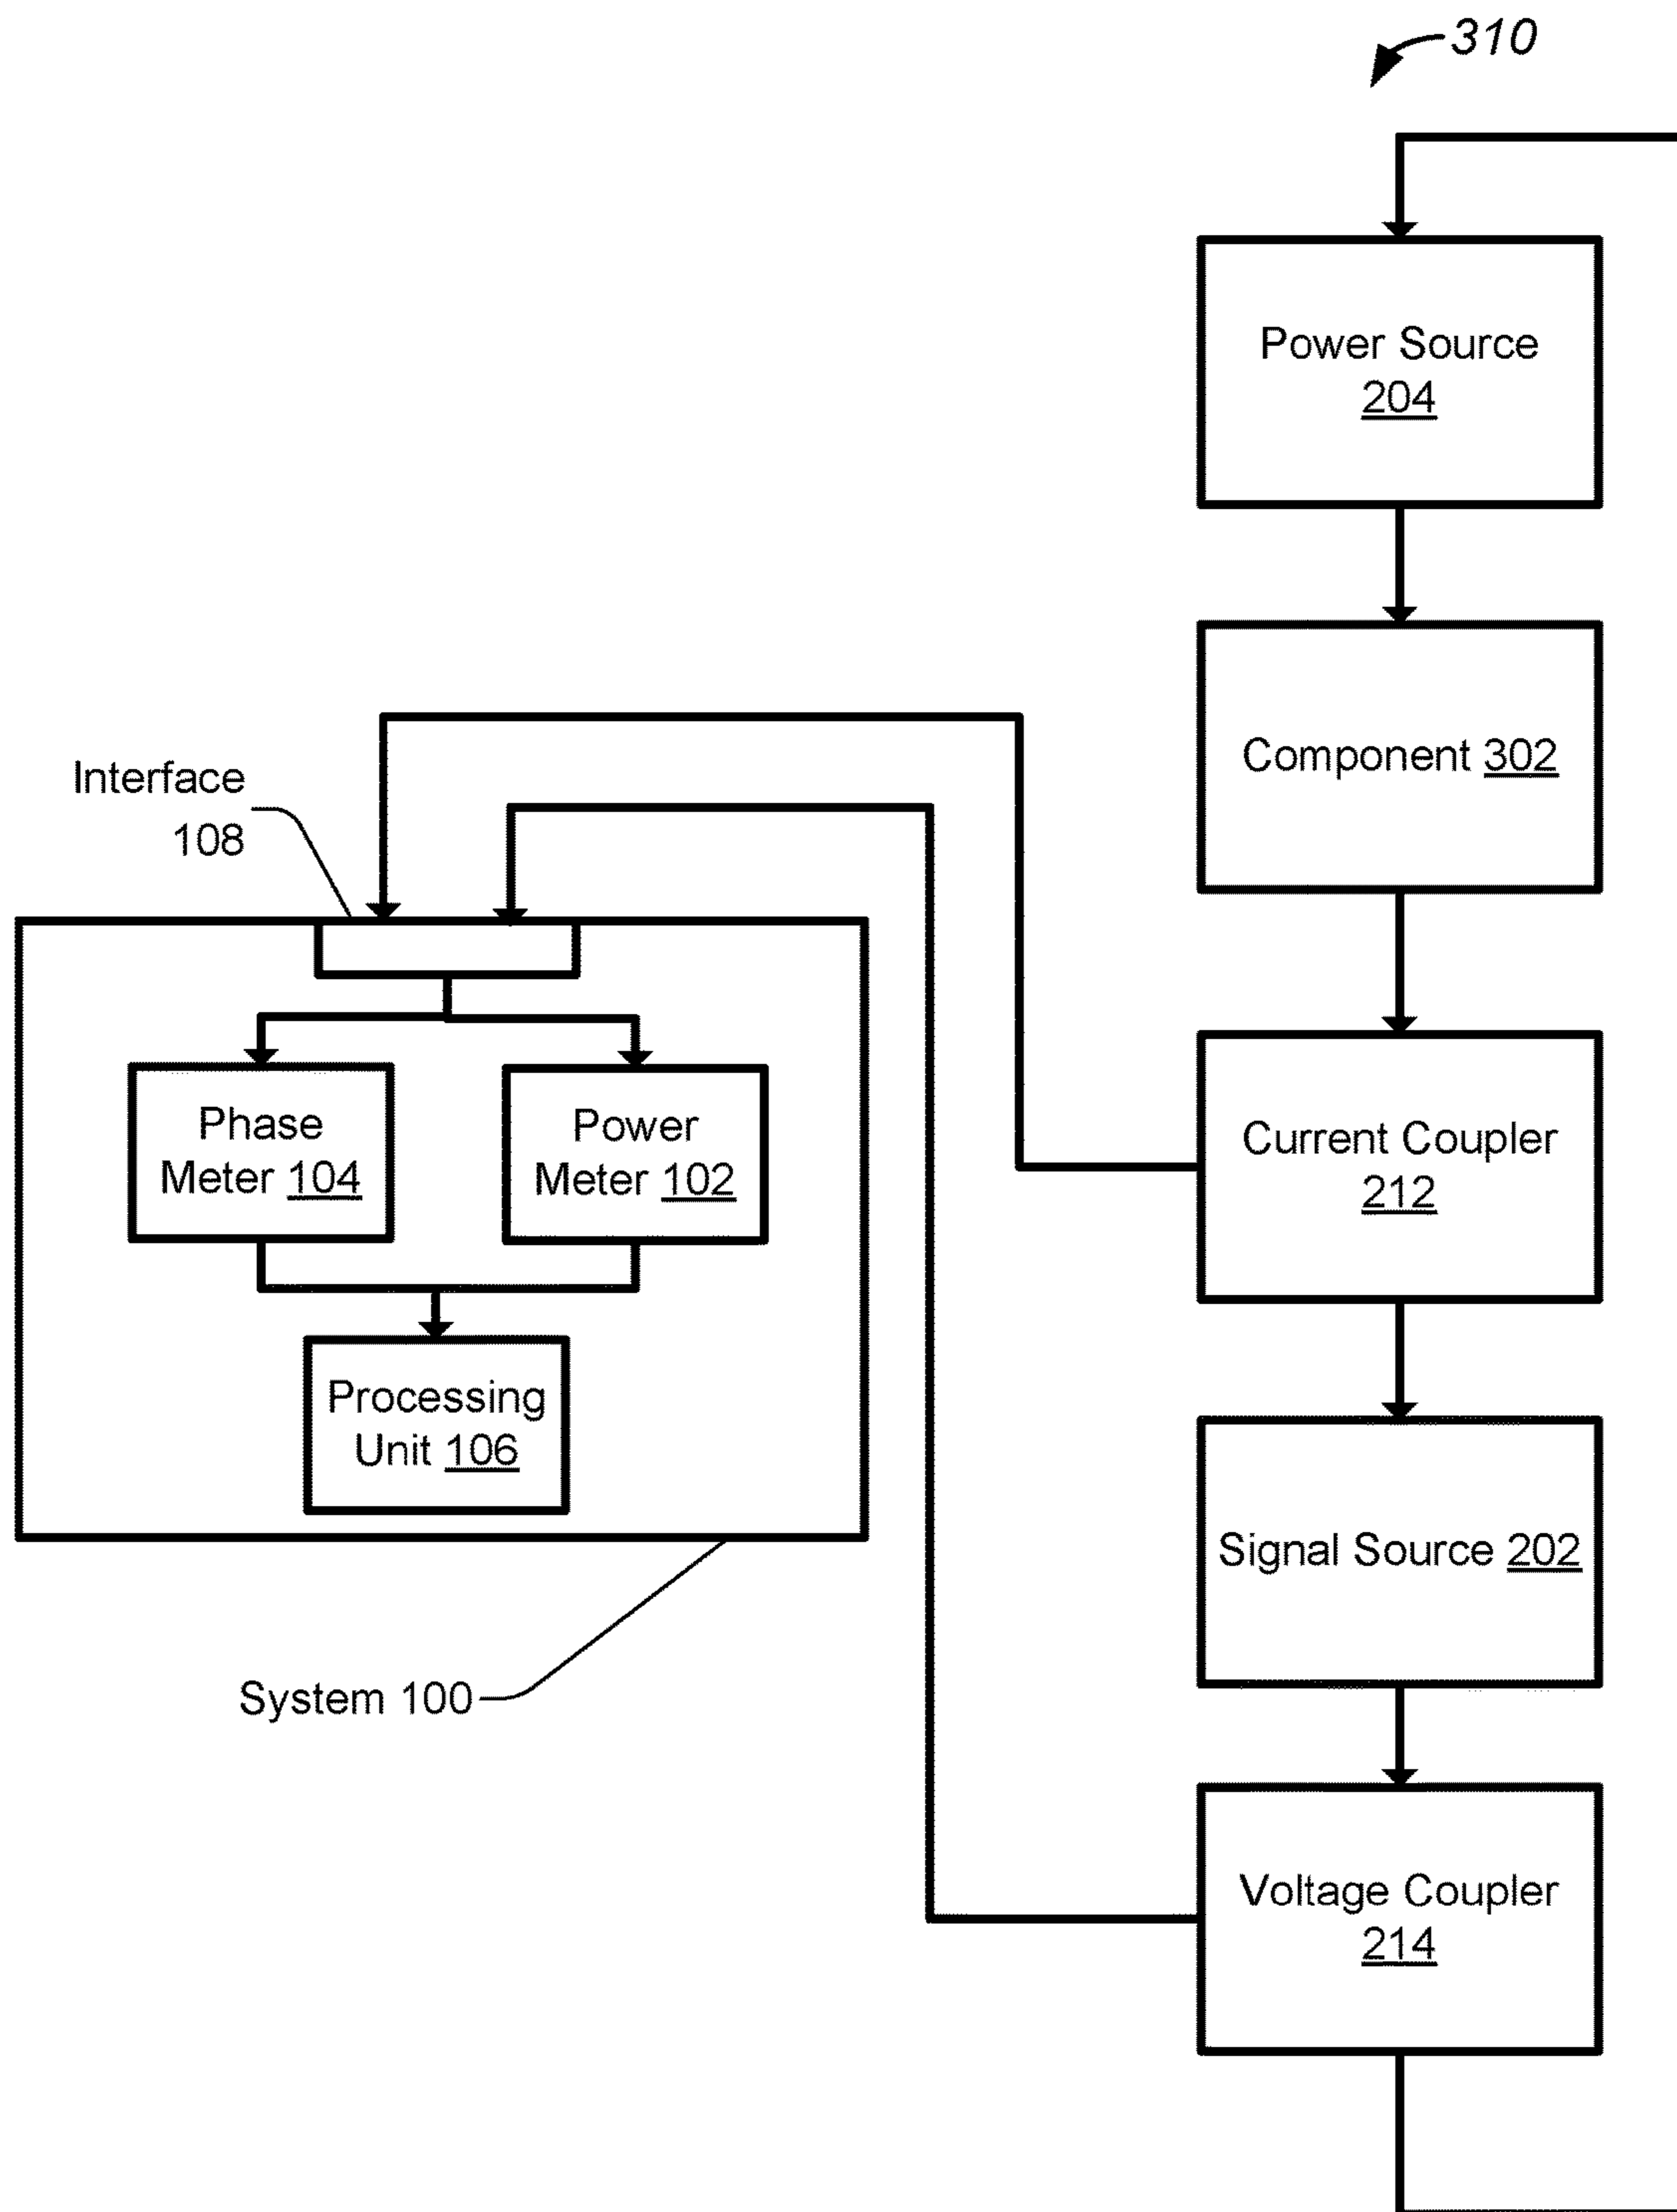 310
Power Source
204
Component 302
Interface
108
Phase
Meter 104
Power
Meter 102
Current Coupler
212
Processing
Unit 106
Signal Source 202
System 100
Voltage Coupler
214